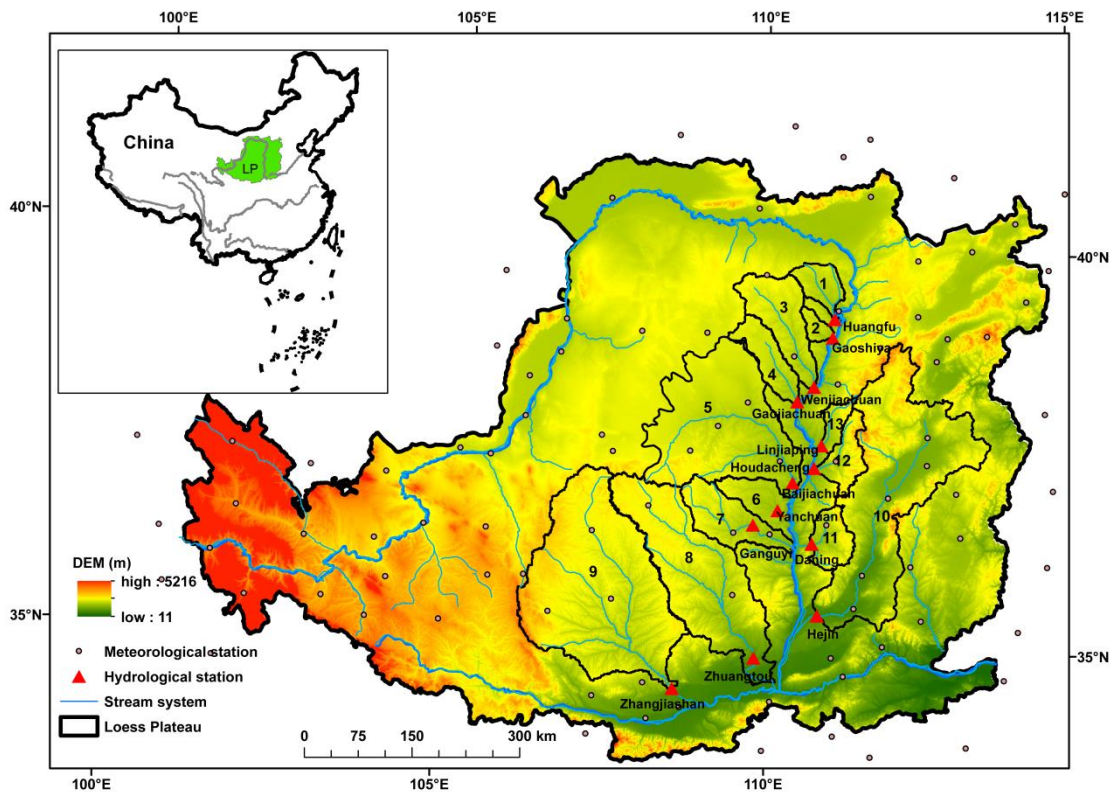 100°E 105°E 110°E 115°E
China
LP
40°N
40°N
1
3
2
Huangfu
Gaoshiya
4
Wenjiachuan
Gaojiachuan
5
13
Linjiaping
12
Houdacheng
Baijiachuan
6
Yanchuan
10
7
11
Ganguyi
Daning
8
9
DEM (m)
high : 5216
low : 11
35°N
Hejin
Meteorological station
35°N
Zhuangtou
Hydrological station
Zhangjiashan
Stream system
Loess Plateau
0 75 150 300 km
100°E 105°E 110°E